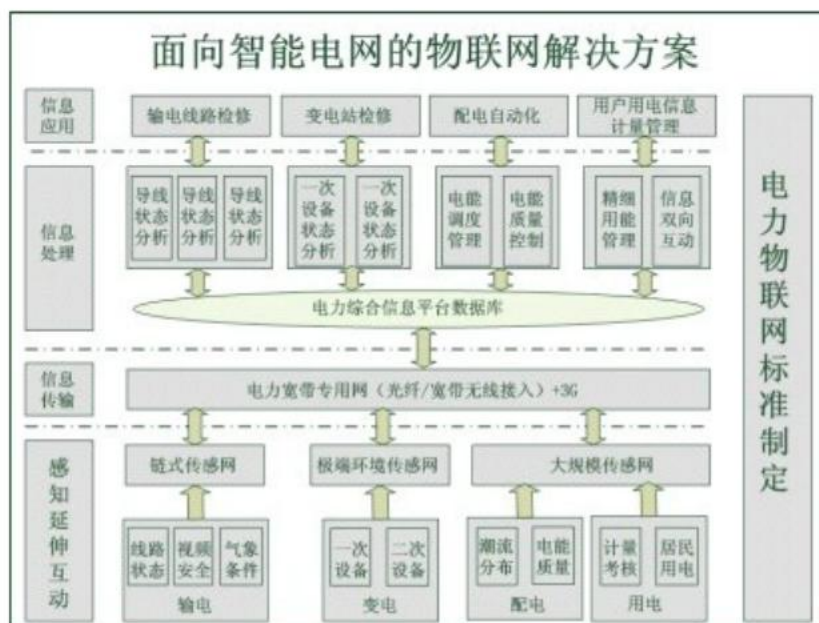 面向智能电网的物联网解决方案
信息
应用
输电线路检修
变电站检修
配电自动化
用户用电信息
计量管理
信息
处理
导线
状态
分析
导线
状态
分析
导线
状态
分析
一次
设备
状态
分析
一次
设备
状态
分析
电能
调度
管理
电能
质量
控制
精细
用能
管理
信息
双向
互动
电力综合信息平台数据库
信息
传输
电力宽带专用网（光纤/宽带无线接入）+3G
感知延伸互动
链式传感网
极端环境传感网
大规模传感网
线路
状态
视频
安全
气象
条件
输电
一次
设备
二次
设备
变电
潮流
分布
电能
质量
配电
计量
考核
居民
用电
用电
电力物联网标准制定